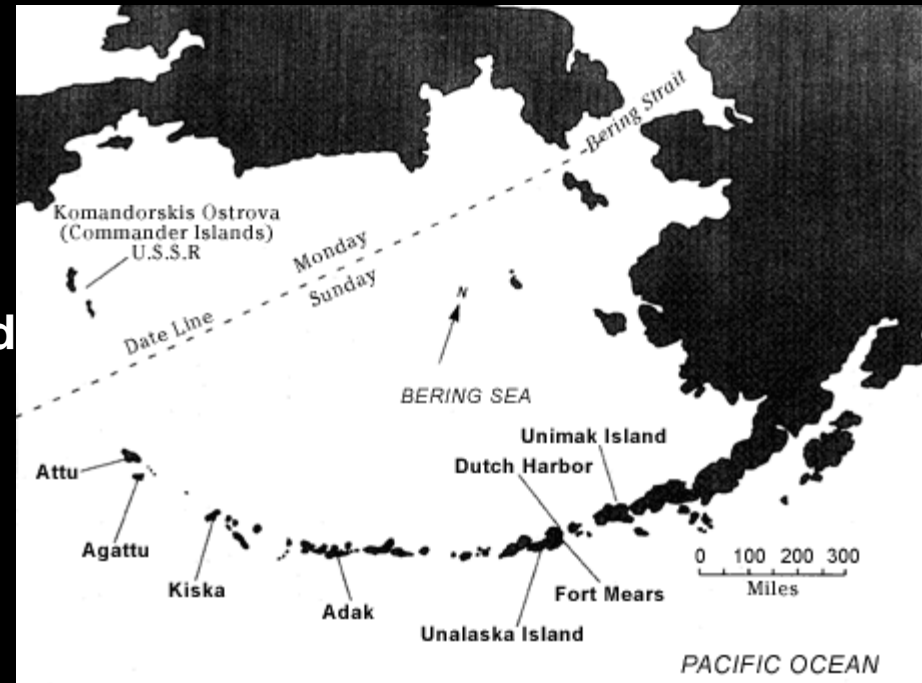 Bering Strait
Komandorskis Ostrova
(Commander Islands)
U.S.S.R
Monday
Sunday
N
Date Line
d
BERING SEA
Unimak Island
Dutch Harbor
Attu
Agattu
Kiska
Adak
Unalaska Island
Fort Mears
0 100 200 300
Miles
PACIFIC OCEAN